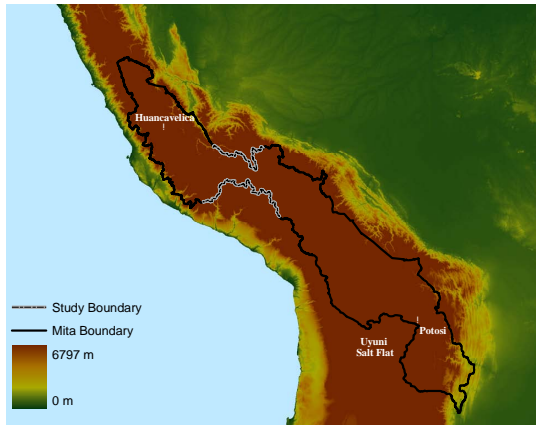 Huancavelica
Study Boundary
Mita Boundary
6797 m
0 m
Uyuni
Salt Flat
Potosi